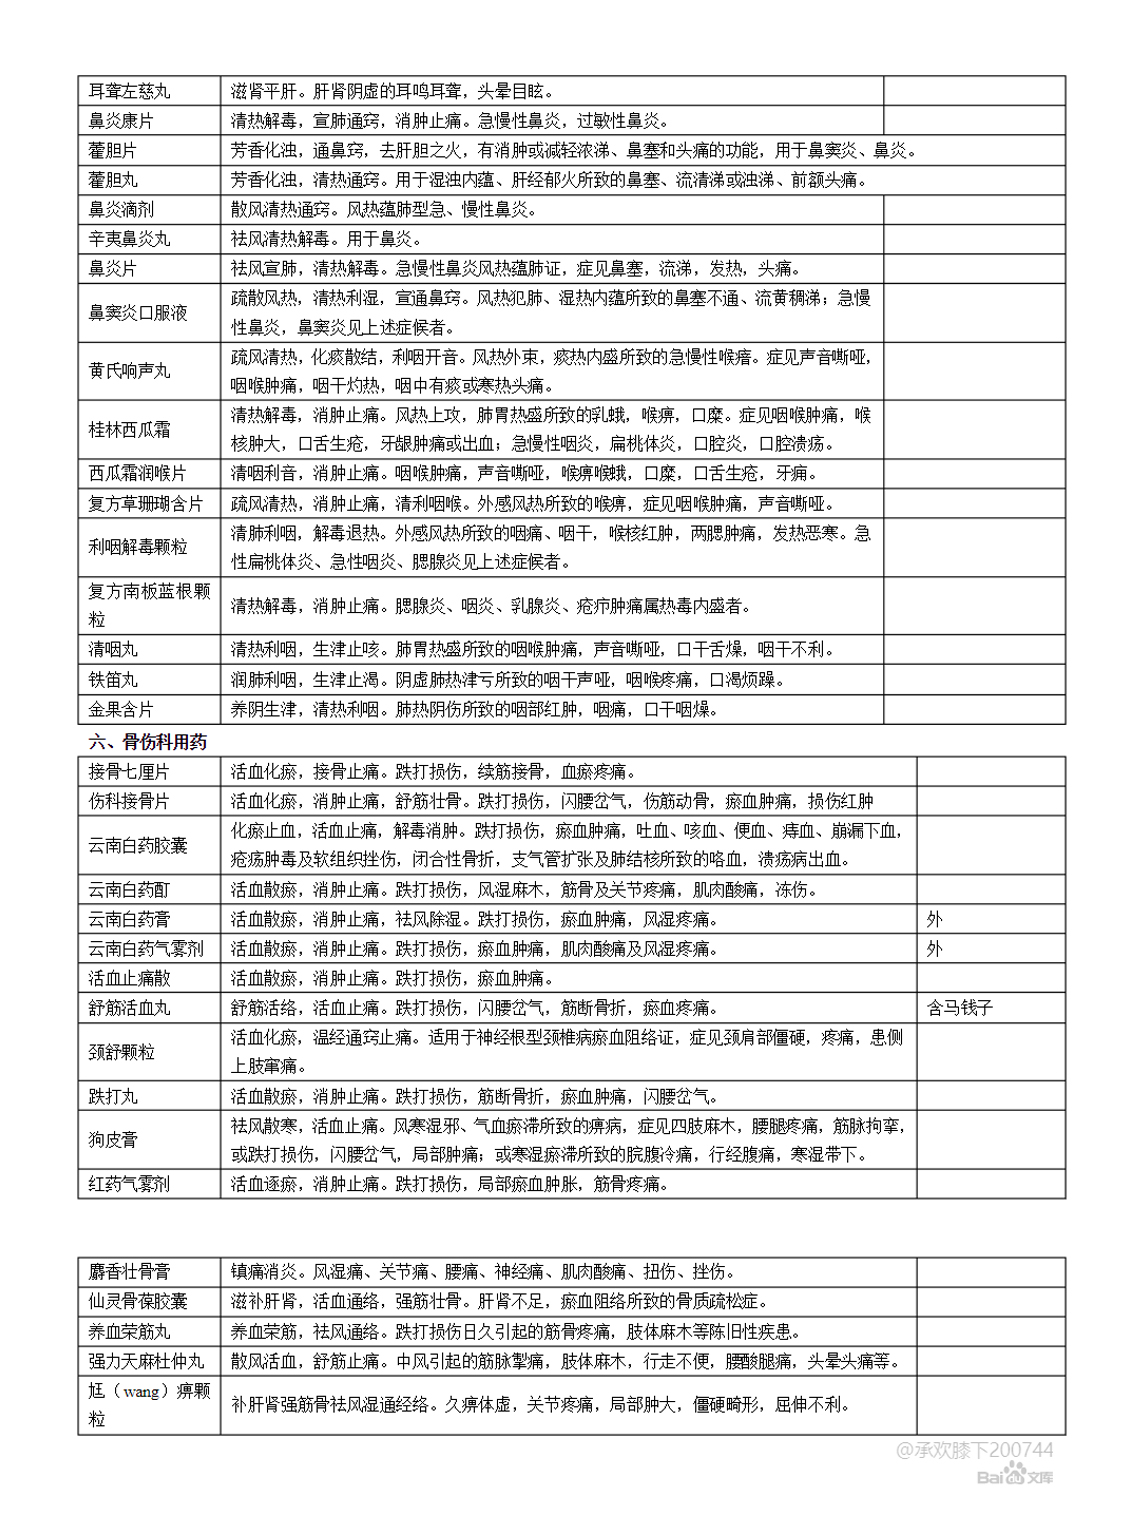 耳聋左慈丸 滋肾平肝。肝肾阴虚的耳鸣耳聋，头晕目眩。
鼻炎康片 清热解毒，宣肺通窍，消肿止痛。急慢性鼻炎，过敏性鼻炎。
藿胆片 芳香化浊，通鼻窍，去肝胆之火，有消肿或减轻浓涕、鼻塞和头痛的功能，用于鼻窦炎、鼻炎。
藿胆丸 芳香化浊，清热通窍。用于湿浊内蕴、肝经郁火所致的鼻塞、流清涕或浊涕、前额头痛。
鼻炎滴剂 散风清热通窍。风热蕴肺型急、慢性鼻炎。
辛夷鼻炎丸 祛风清热解毒。用于鼻炎。
鼻炎片 祛风宣肺，清热解毒。急慢性鼻炎风热蕴肺证，症见鼻塞，流涕，发热，头痛。
鼻窦炎口服液 疏散风热，清热利湿，宣通鼻窍。风热犯肺、湿热内蕴所致的鼻塞不通、流黄稠涕；急慢
性鼻炎，鼻窦炎见上述症候者。
黄氏响声丸 疏风清热，化痰散结，利咽开音。风热外束，痰热内盛所致的急慢性喉瘖。症见声音嘶哑，
咽喉肿痛，咽干灼热，咽中有痰或寒热头痛。
桂林西瓜霜 清热解毒，消肿止痛。风热上攻，肺胃热盛所致的乳蛾，喉痹，口糜。症见咽喉肿痛，喉
核肿大，口舌生疮，牙龈肿痛或出血；急慢性咽炎，扁桃体炎，口腔炎，口腔溃疡。
西瓜霜润喉片 清咽利音，消肿止痛。咽喉肿痛，声音嘶哑，喉痹喉蛾，口糜，口舌生疮，牙痈。
复方草珊瑚含片 疏风清热，消肿止痛，清利咽喉。外感风热所致的喉痹，症见咽喉肿痛，声音嘶哑。
利咽解毒颗粒 清肺利咽，解毒退热。外感风热所致的咽痛、咽干，喉核红肿，两腮肿痛，发热恶寒。急
性扁桃体炎、急性咽炎、腮腺炎见上述症候者。
复方南板蓝根颗
粒 清热解毒，消肿止痛。腮腺炎、咽炎、乳腺炎、疮疖肿痛属热毒内盛者。
清咽丸 清热利咽，生津止咳。肺胃热盛所致的咽喉肿痛，声音嘶哑，口干舌燥，咽干不利。
铁笛丸 润肺利咽，生津止渴。阴虚肺热津亏所致的咽干声哑，咽喉疼痛，口渴烦躁。
金果含片 养阴生津，清热利咽。肺热阴伤所致的咽部红肿，咽痛，口干咽燥。
六、骨伤科用药
接骨七厘片 活血化瘀，接骨止痛。跌打损伤，续筋接骨，血瘀疼痛。
伤科接骨片 活血化瘀，消肿止痛，舒筋壮骨。跌打损伤，闪腰岔气，伤筋动骨，瘀血肿痛，损伤红肿
云南白药胶囊 化瘀止血，活血止痛，解毒消肿。跌打损伤，瘀血肿痛，吐血、咳血、便血、痔血、崩漏下血，
疮疡肿毒及软组织挫伤，闭合性骨折，支气管扩张及肺结核所致的咯血，溃疡病出血。
云南白药酊 活血散瘀，消肿止痛。跌打损伤，风湿麻木，筋骨及关节疼痛，肌肉酸痛，冻伤。
云南白药膏 活血散瘀，消肿止痛，祛风除湿。跌打损伤，瘀血肿痛，风湿疼痛。 外
云南白药气雾剂 活血散瘀，消肿止痛。跌打损伤，瘀血肿痛，肌肉酸痛及风湿疼痛。 外
活血止痛散 活血散瘀，消肿止痛。跌打损伤，瘀血肿痛。
舒筋活血丸 舒筋活络，活血止痛。跌打损伤，闪腰岔气，筋断骨折，瘀血疼痛。 含马钱子
颈舒颗粒 活血化瘀，温经通窍止痛。适用于神经根型颈椎病瘀血阻络证，症见颈肩部僵硬，疼痛，患侧
上肢窜痛。
跌打丸 活血散瘀，消肿止痛。跌打损伤，筋断骨折，瘀血肿痛，闪腰岔气。
狗皮膏 祛风散寒，活血止痛。风寒湿邪、气血瘀滞所致的痹病，症见四肢麻木，腰腿疼痛，筋脉拘挛，
或跌打损伤，闪腰岔气，局部肿痛；或寒湿瘀滞所致的脘腹冷痛，行经腹痛，寒湿带下。
红药气雾剂 活血逐瘀，消肿止痛。跌打损伤，局部瘀血肿胀，筋骨疼痛。
麝香壮骨膏 镇痛消炎。风湿痛、关节痛、腰痛、神经痛、肌肉酸痛、扭伤、挫伤。
仙灵骨葆胶囊 滋补肝肾，活血通络，强筋壮骨。肝肾不足，瘀血阻络所致的骨质疏松症。
养血荣筋丸 养血荣筋，祛风通络。跌打损伤日久引起的筋骨疼痛，肢体麻木等陈旧性疾患。
强力天麻杜仲丸 散风活血，舒筋止痛。中风引起的筋脉掣痛，肢体麻木，行走不便，腰酸腿痛，头晕头痛等。
尪（wang）痹颗
粒 补肝肾强筋骨祛风湿通经络。久痹体虚，关节疼痛，局部肿大，僵硬畸形，屈伸不利。
@承欢膝下200744
Bai 文库